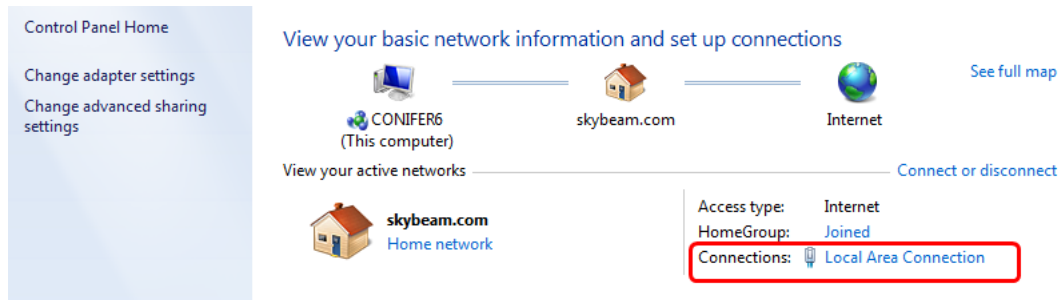 Control Panel Home
Change adapter settings
Change advanced sharing
settings
View your basic network information and set up connections
See full map
CONIFER6
(This computer)
skybeam.com
Internet
View your active networks
Connect or disconnect
skybeam.com
Home network
Access type: Internet
HomeGroup: Joined
Connections: Local Area Connection